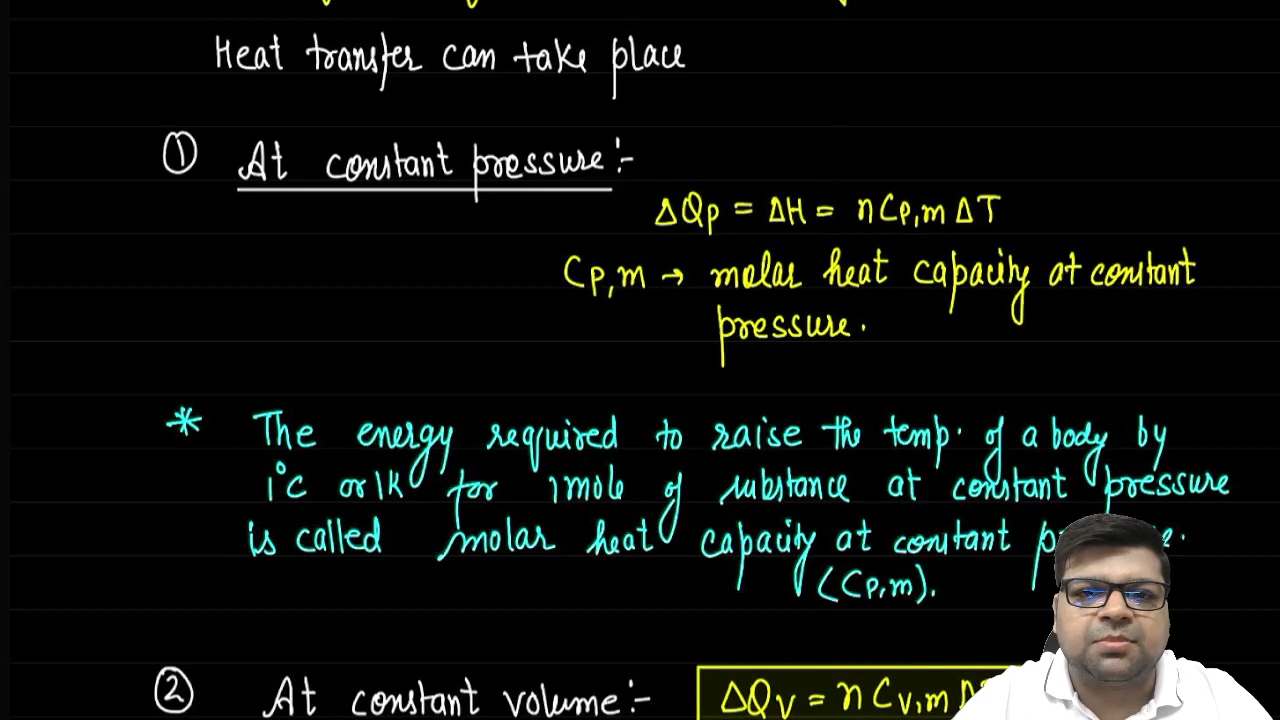 Heat transfer can take place
① At constant pressure:-
ΔQp = ΔH = nCp,m ΔT
Cp,m → molar heat capacity at constant
pressure.
* The energy required to raise the temp. of a body by
1°C or 1K for 1mole of substance at constant pressure
is called molar heat capacity at constant
(Cp,m).
② At constant volume:- ΔQv = nCv,m